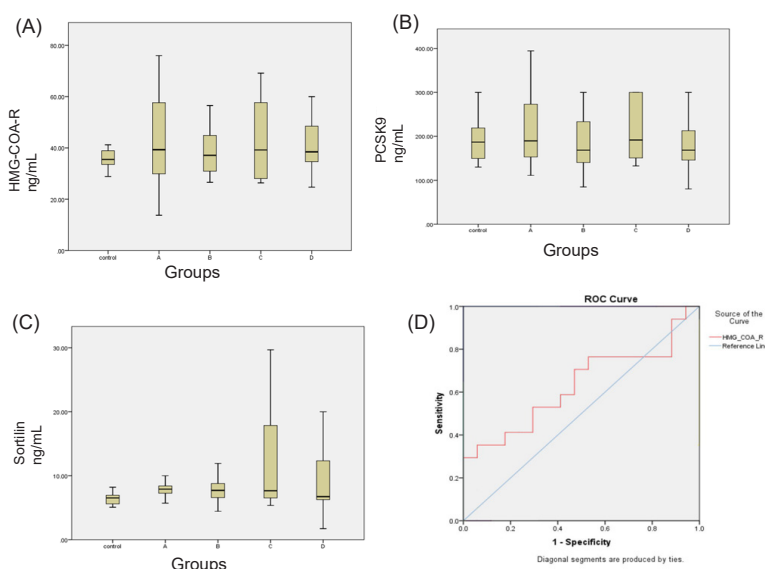 (A)
HMG-COA-R
ng/mL
80.00
60.00
40.00
20.00
.00
control A B C D
Groups
(B)
PCSK9
ng/mL
400.00
300.00
200.00
100.00
.00
control A B C D
Groups
(C)
Sortilin
ng/mL
30.00
20.00
10.00
.00
control A B C D
Groups
(D)
ROC Curve
Sensitivity
1.0
0.8
0.6
0.4
0.2
0.0
0.0 0.2 0.4 0.6 0.8 1.0
1 - Specificity
Source of the
Curve
HMG_COA_R
Reference Lin
Diagonal segments are produced by ties.